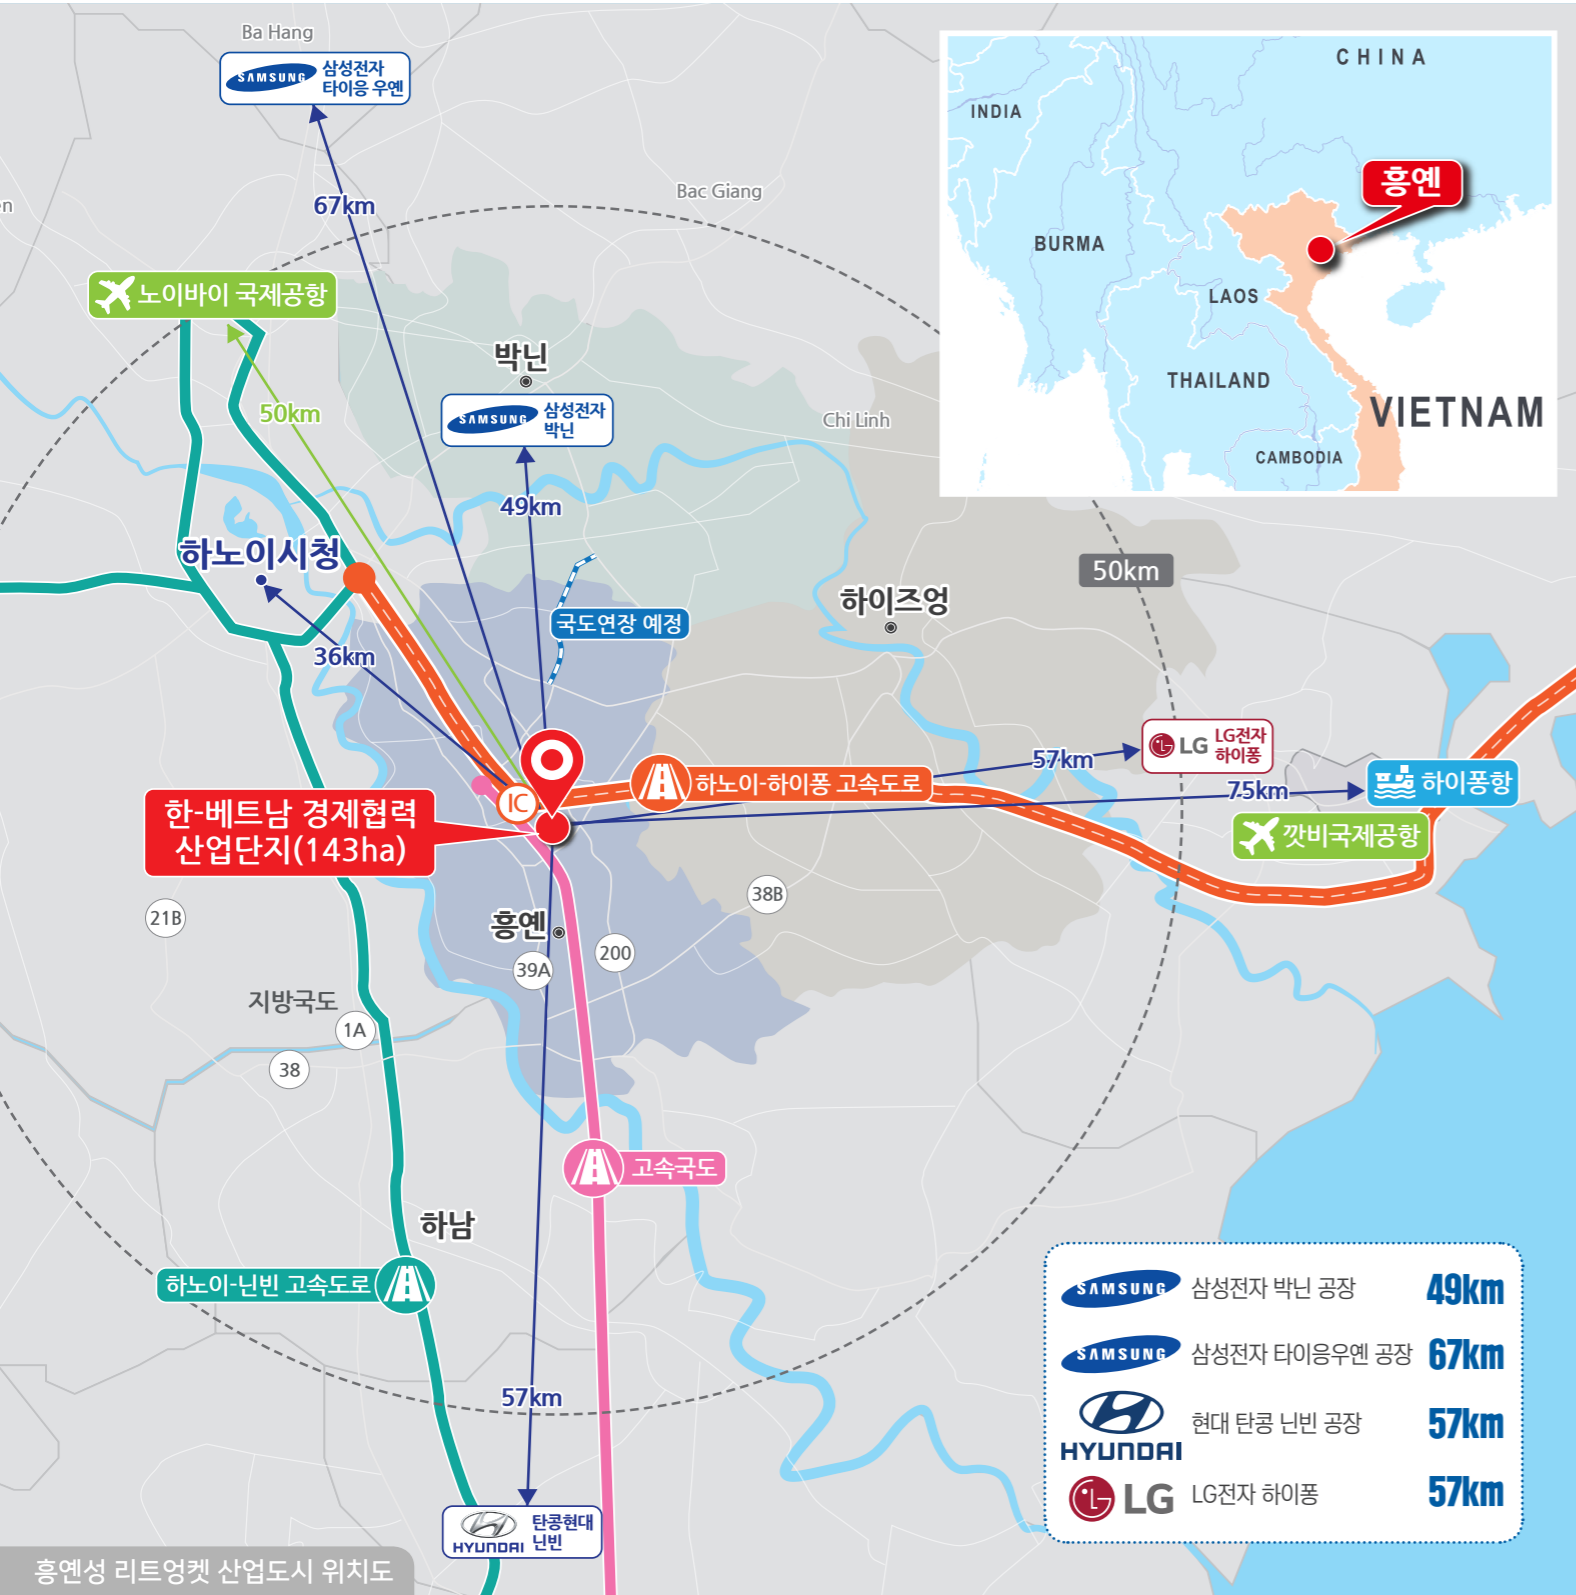 Ba Hang
SAMSUNG
삼성전자
타이응 우옌
67km
Bac Giang
en
노이바이 국제공항
50km
박닌
SAMSUNG
삼성전자
박닌
49km
Chi Linh
CHINA
INDIA
흥옌
BURMA
LAOS
THAILAND
VIETNAM
CAMBODIA
하노이시청
36km
국도연장 예정
하이즈엉
50km
LG
LG전자
하이퐁
57km
75km
하이퐁항
깟비국제공항
하노이-하이퐁 고속도로
IC
한-베트남 경제협력
산업단지(143ha)
38B
21B
흥옌
200
39A
지방국도
1A
38
고속국도
하남
하노이-닌빈 고속도로
57km
HYUNDAI
탄콩현대
닌빈
SAMSUNG 삼성전자 박닌 공장 49km
SAMSUNG 삼성전자 타이응우옌 공장 67km
HYUNDAI 현대 탄콩 닌빈 공장 57km
LG LG전자 하이퐁 57km
흥옌성 리트엉켓 산업도시 위치도